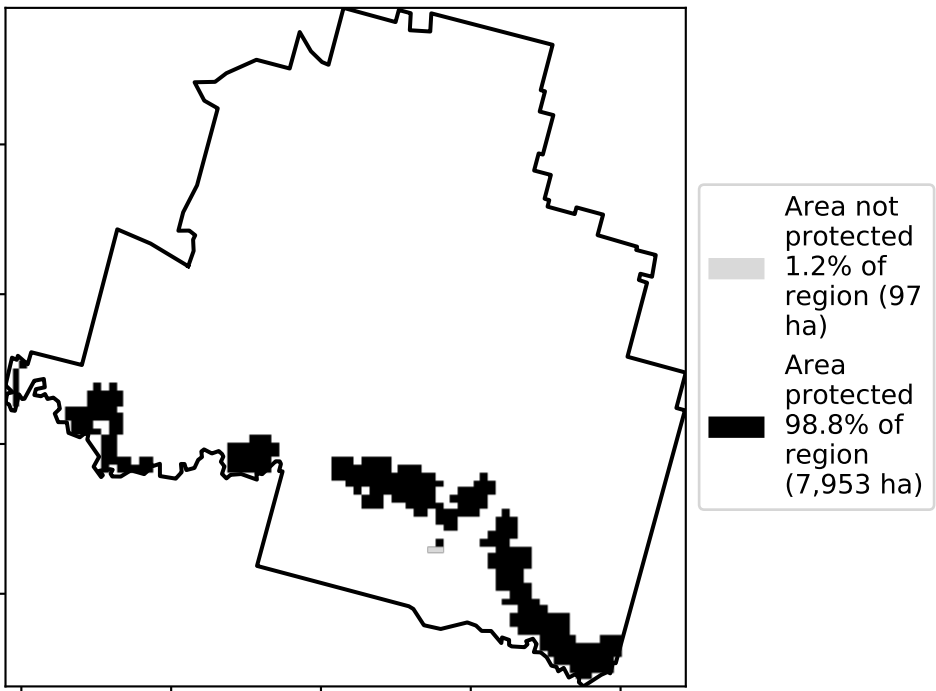 Area not
protected
1.2% of
region (97
ha)
Area
protected
98.8% of
region
(7,953 ha)